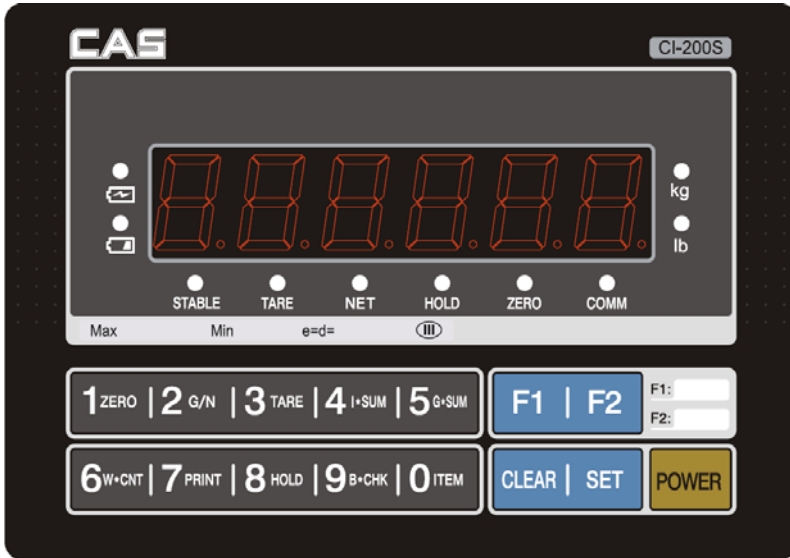 CAS
CI-200S
kg
lb
STABLE TARE NET HOLD ZERO COMM
Max Min e=d= III
1 ZERO | 2 G/N | 3 TARE | 4 I•SUM | 5 G•SUM
F1 | F2
F1:
F2:
6 W•CNT | 7 PRINT | 8 HOLD | 9 B•CHK | 0 ITEM
CLEAR | SET
POWER